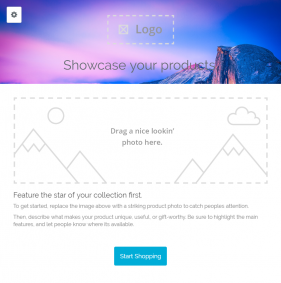 Logo
Showcase your products
Drag a nice lookin'
photo here.
Feature the star of your collection first.
To get started, replace the image above with a striking product photo to catch peoples attention.
Then, describe what makes your product unique, useful, or gift-worthy. Be sure to highlight the main
features, and let people know where its available.
Start Shopping